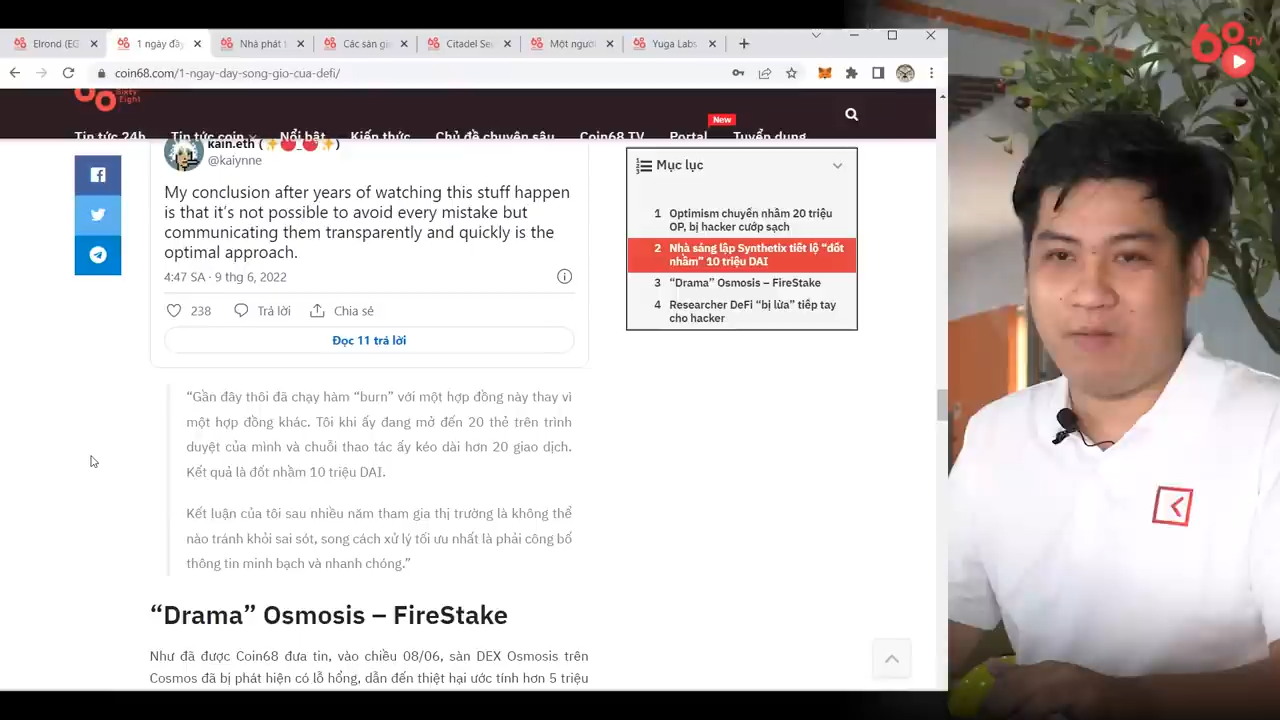 Elrond (EG
1 ngày đầy
Nhà phát t
Các sàn gi
Citadel Se
Một người
Yuga Labs
coin68.com/1-ngay-day-song-gio-cua-defi/
68 TV
Sixty
Eight
Tin tức 24h
Tin tức coin
Nổi bật
Kiến thức
Chủ đề chuyên sâu
Coin68 TV
Portal
New
Tuyển dụng
kain.eth (✨🔴_🔴✨)
@kaiynne
My conclusion after years of watching this stuff happen
is that it’s not possible to avoid every mistake but
communicating them transparently and quickly is the
optimal approach.
4:47 SA · 9 thg 6, 2022
238 Trả lời Chia sẻ
Đọc 11 trả lời
Mục lục
1 Optimism chuyển nhầm 20 triệu
OP, bị hacker cướp sạch
2 Nhà sáng lập Synthetix tiết lộ “đốt
nhầm” 10 triệu DAI
3 “Drama” Osmosis – FireStake
4 Researcher DeFi “bị lừa” tiếp tay
cho hacker
“Gần đây thôi đã chạy hàm “burn” với một hợp đồng này thay vì
một hợp đồng khác. Tôi khi ấy đang mở đến 20 thẻ trên trình
duyệt của mình và chuỗi thao tác ấy kéo dài hơn 20 giao dịch.
Kết quả là đốt nhầm 10 triệu DAI.
Kết luận của tôi sau nhiều năm tham gia thị trường là không thể
nào tránh khỏi sai sót, song cách xử lý tối ưu nhất là phải công bố
thông tin minh bạch và nhanh chóng.”
“Drama” Osmosis – FireStake
Như đã được Coin68 đưa tin, vào chiều 08/06, sàn DEX Osmosis trên
Cosmos đã bị phát hiện có lỗ hổng, dẫn đến thiệt hại ước tính hơn 5 triệu